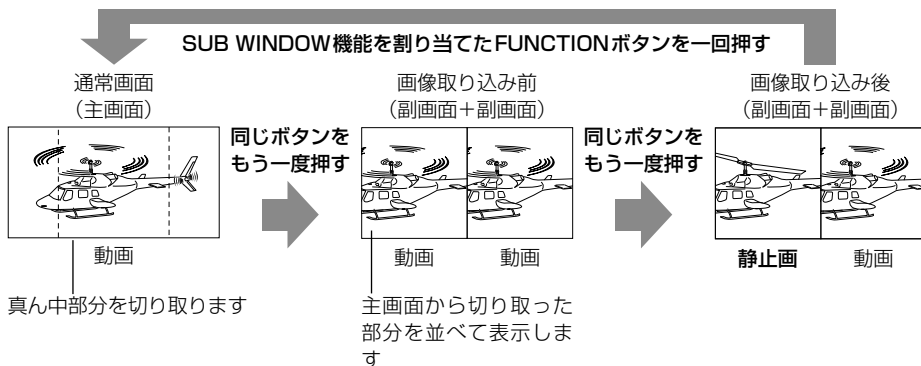 SUB WINDOW機能を割り当てたFUNCTIONボタンを一回押す
通常画面
（主画面）
動画
真ん中部分を切り取ります
同じボタンを
もう一度押す
画像取り込み前
（副画面＋副画面）
動画
動画
主画面から切り取った
部分を並べて表示しま
す
同じボタンを
もう一度押す
画像取り込み後
（副画面＋副画面）
静止画
動画